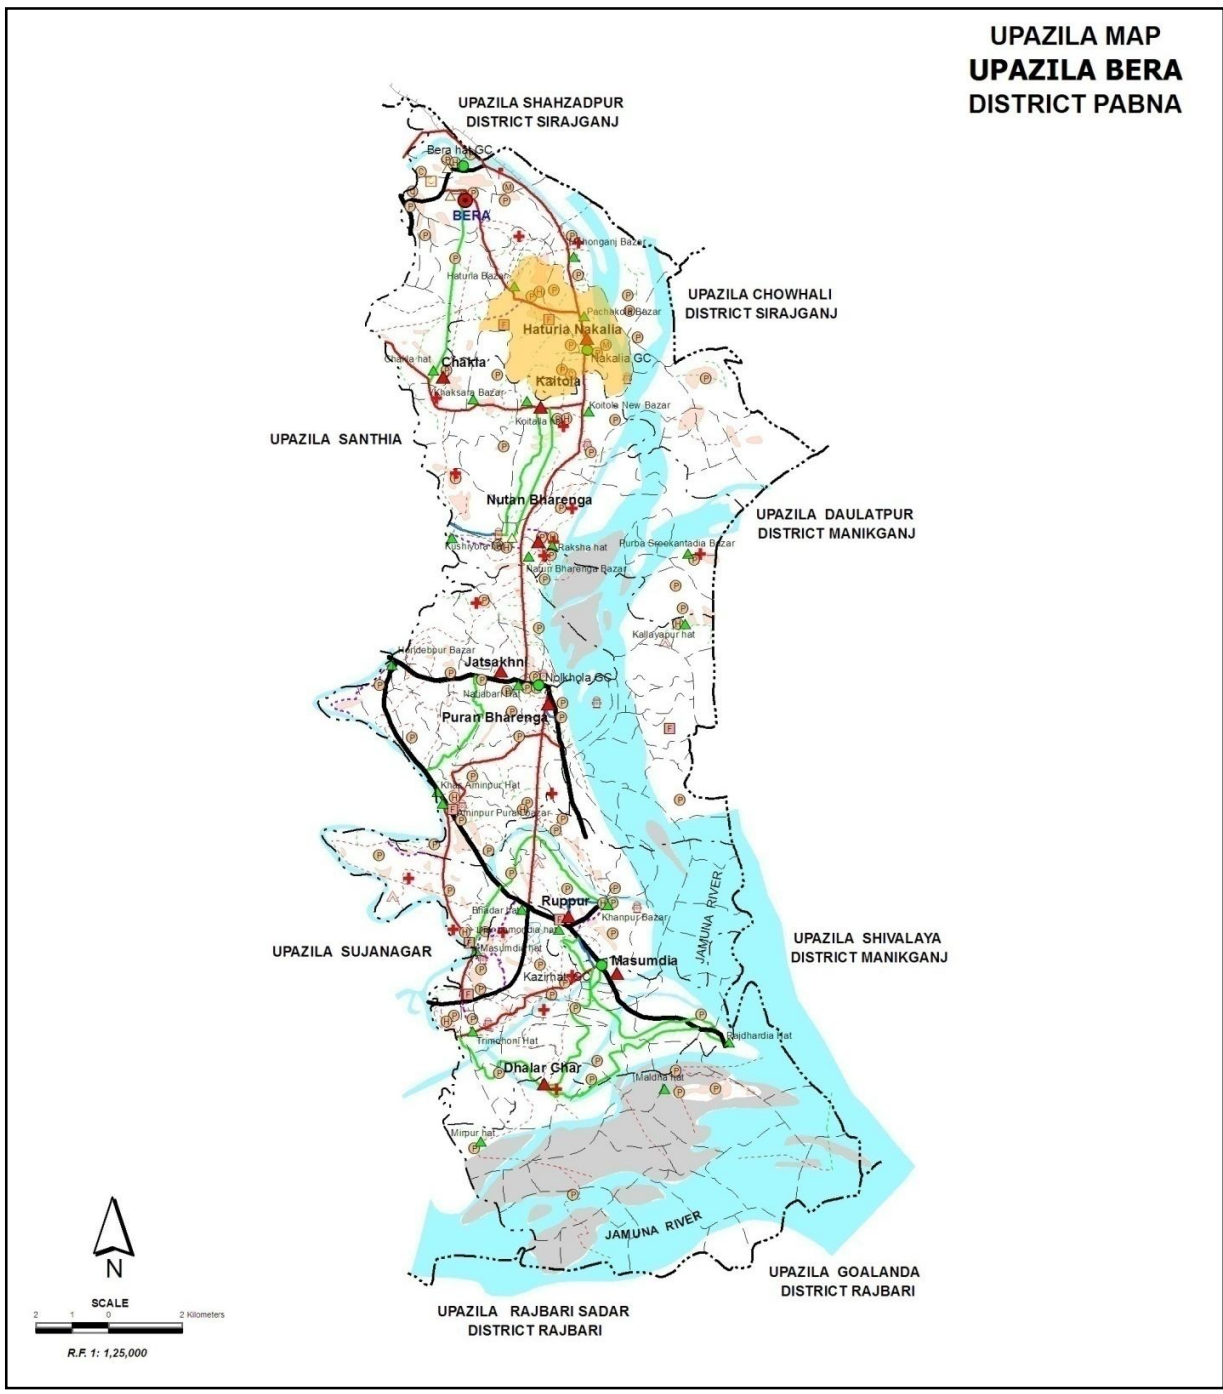 UPAZILA MAP
UPAZILA BERA
DISTRICT PABNA
UPAZILA SHAHZADPUR
DISTRICT SIRAJGANJ
Bera hat GC
BERA
Haturia Bazar
UPAZILA CHOWHALI
DISTRICT SIRAJGANJ
Pachakola Bazar
Haturia Nakalia
Nakalia GC
Chakla hat
Chakla
Kaitola
Khaksara Bazar
Koitola New Bazar
UPAZILA SANTHIA
Nutan Bharenga
UPAZILA DAULATPUR
DISTRICT MANIKGANJ
Raksha hat
Purba Sreekantadia Bazar
Natun Bharenga Bazar
Kallayapur hat
Jatsakhni
Nolkhola GC
Puran Bharenga
Aminpur Puran bazar
JAMUNA RIVER
Ruppur
Bhadar hat
Khanpur Bazar
UPAZILA SUJANAGAR
Masumdia hat
Masumdia
UPAZILA SHIVALAYA
DISTRICT MANIKGANJ
Trimohoni Hat
Rajdhardia Hat
Dhalar Char
Maldha hat
Mirpur hat
JAMUNA RIVER
N
UPAZILA GOALANDA
DISTRICT RAJBARI
SCALE
2 1 0 2 Kilometers
UPAZILA RAJBARI SADAR
DISTRICT RAJBARI
R.F. 1: 1,25,000